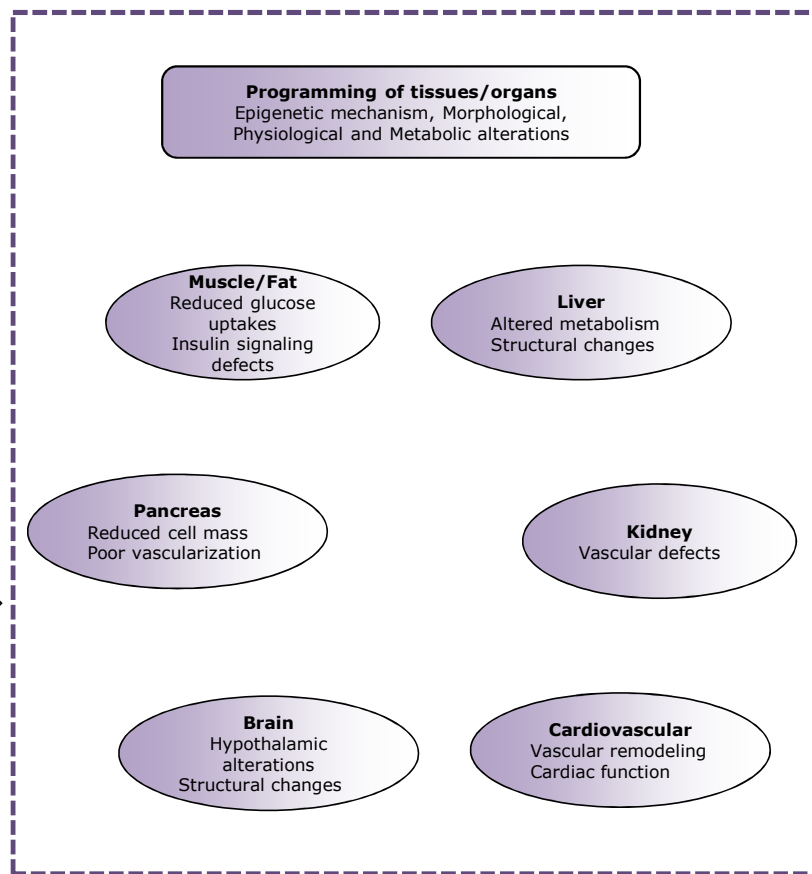 Programming of tissues/organs
Epigenetic mechanism, Morphological,
Physiological and Metabolic alterations
Muscle/Fat
Reduced glucose
uptakes
Insulin signaling
defects
Liver
Altered metabolism
Structural changes
Pancreas
Reduced cell mass
Poor vascularization
Kidney
Vascular defects
Brain
Hypothalamic
alterations
Structural changes
Cardiovascular
Vascular remodeling
Cardiac function